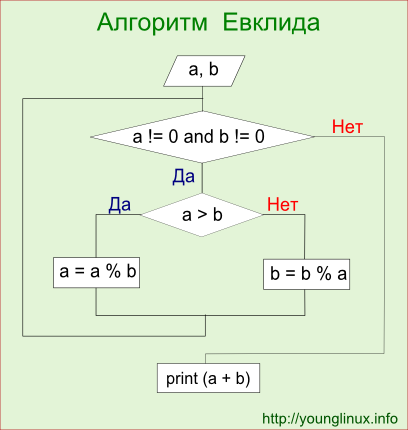 Алгоритм Евклида
a, b
a != 0 and b != 0
Нет
Да
Да
a > b
Нет
a = a % b
b = b % a
print (a + b)
http://younglinux.info